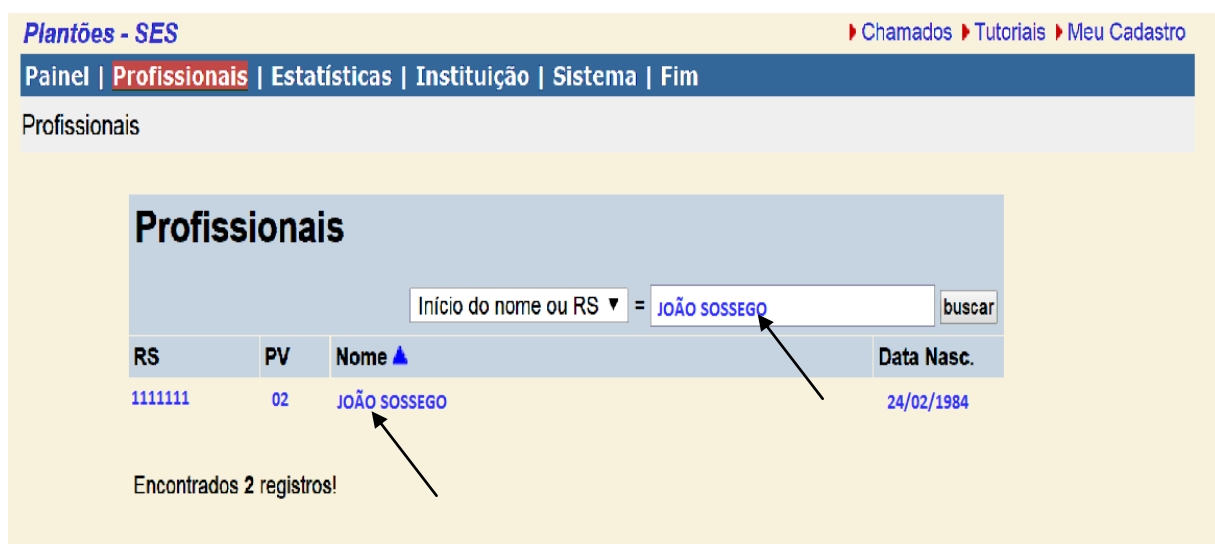 Plantões - SES
Chamados Tutoriais Meu Cadastro
Painel | Profissionais | Estatísticas | Instituição | Sistema | Fim
Profissionais
Profissionais
Início do nome ou RS ▼ = JOÃO SOSSEGO buscar
RS PV Nome ▲ Data Nasc.
1111111 02 JOÃO SOSSEGO 24/02/1984
Encontrados 2 registros!